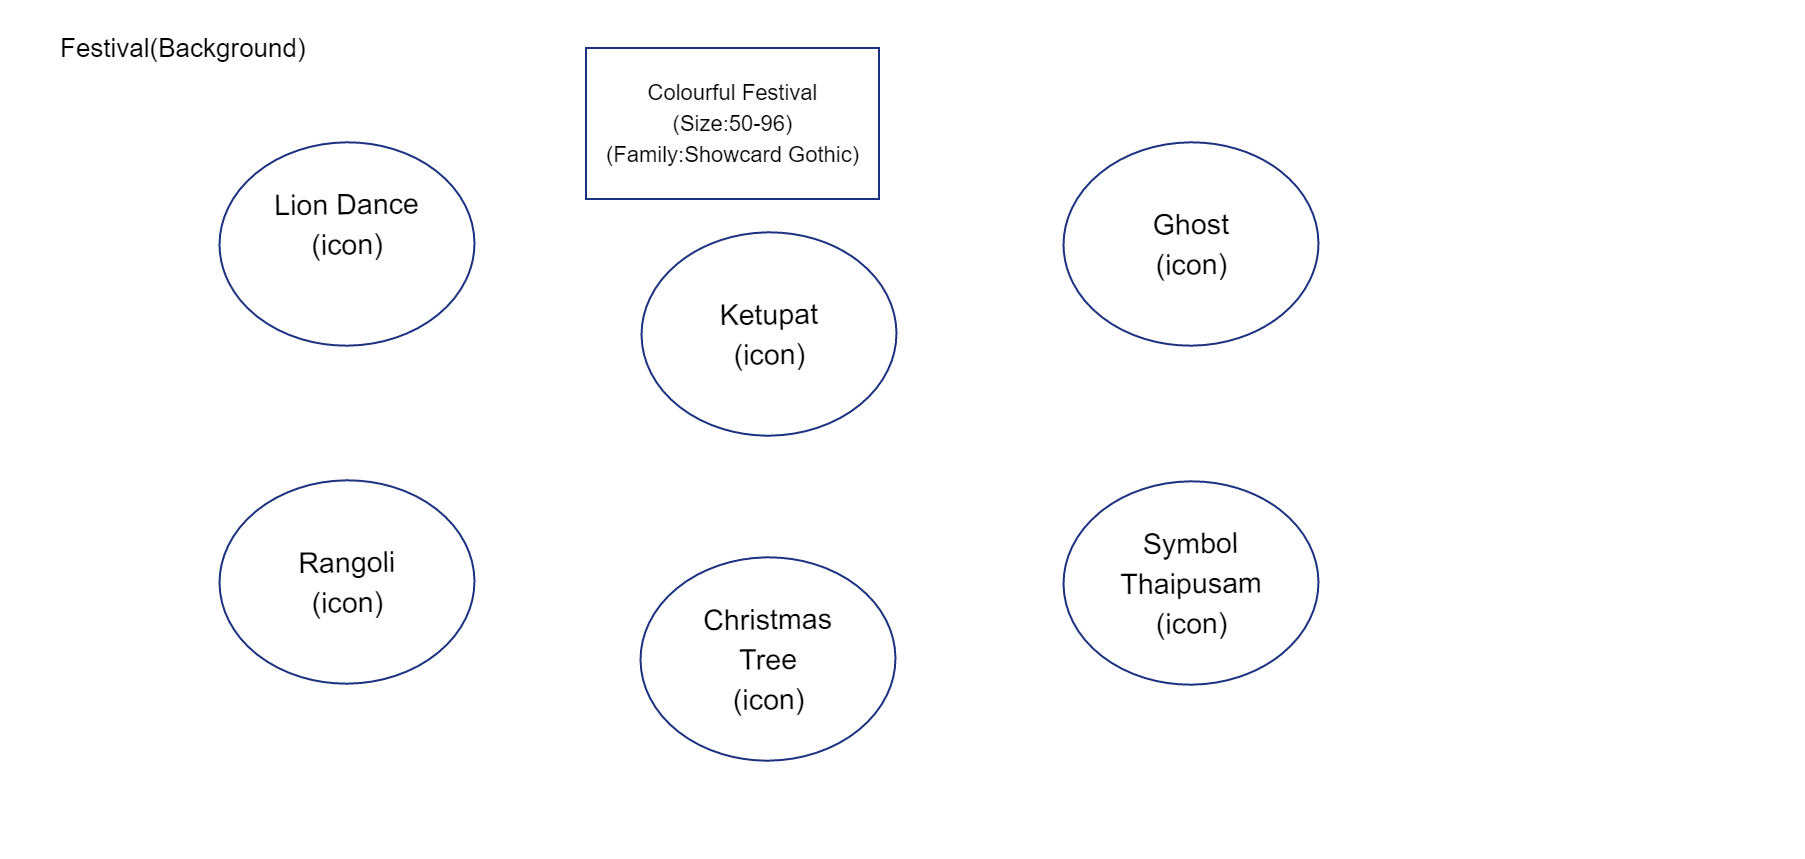 Festival(Background)
Colourful Festival
(Size:50-96)
(Family:Showcard Gothic)
Lion Dance
(icon)
Ketupat
(icon)
Ghost
(icon)
Rangoli
(icon)
Christmas
Tree
(icon)
Symbol
Thaipusam
(icon)